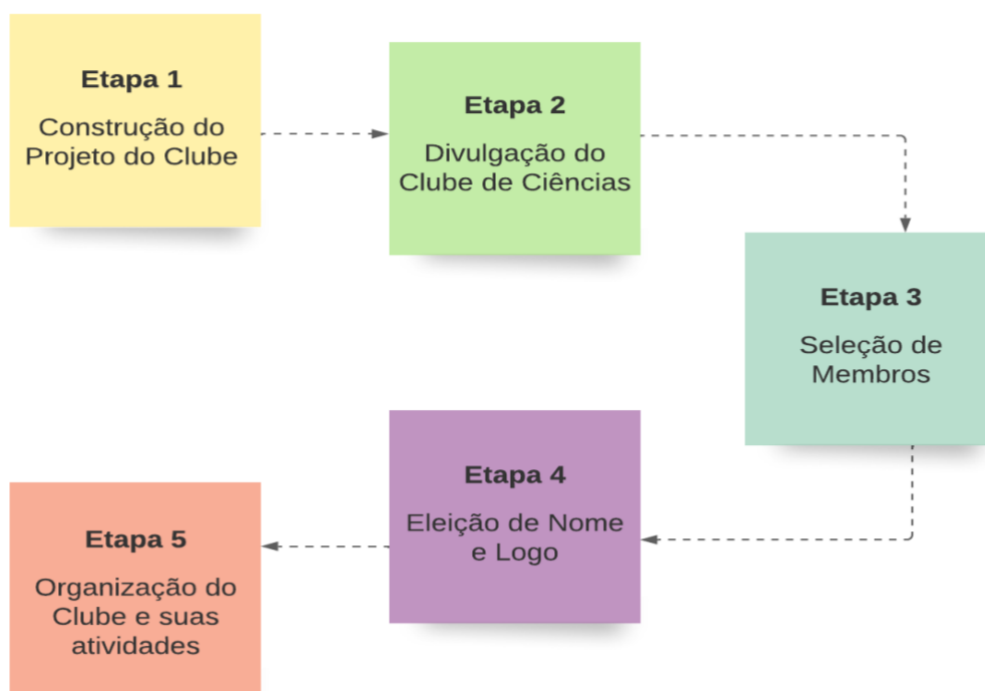 Etapa 1
Construção do
Projeto do Clube
Etapa 2
Divulgação do
Clube de Ciências
Etapa 3
Seleção de
Membros
Etapa 4
Eleição de Nome
e Logo
Etapa 5
Organização do
Clube e suas
atividades